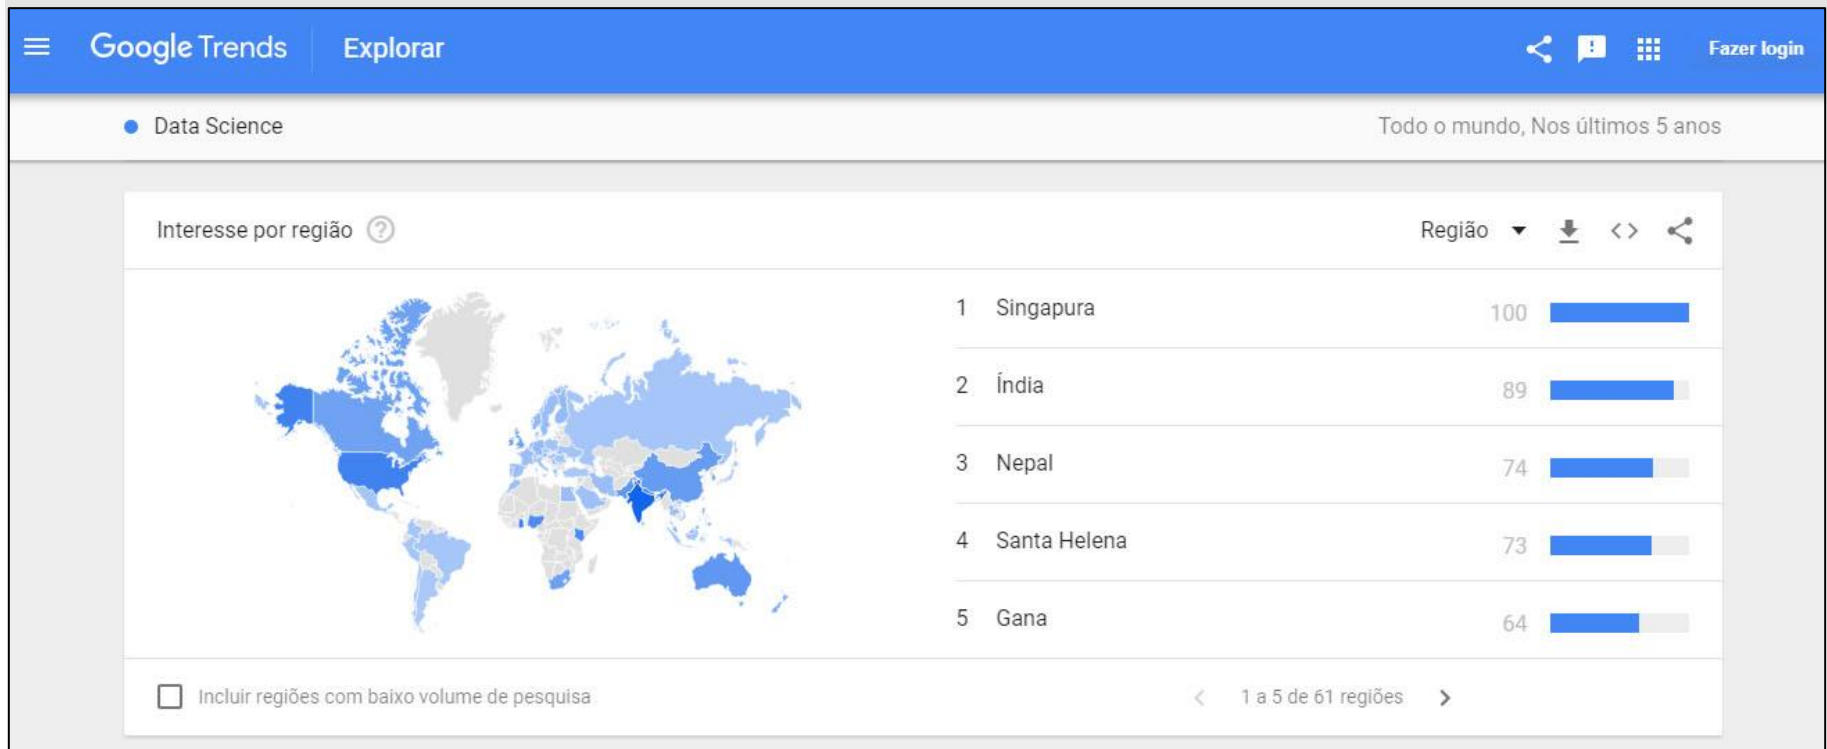 Google Trends Explorar Fazer login
Data Science Todo o mundo, Nos últimos 5 anos
Interesse por região ? Região
1 Singapura 100
2 Índia 89
3 Nepal 74
4 Santa Helena 73
5 Gana 64
Incluir regiões com baixo volume de pesquisa 1 a 5 de 61 regiões